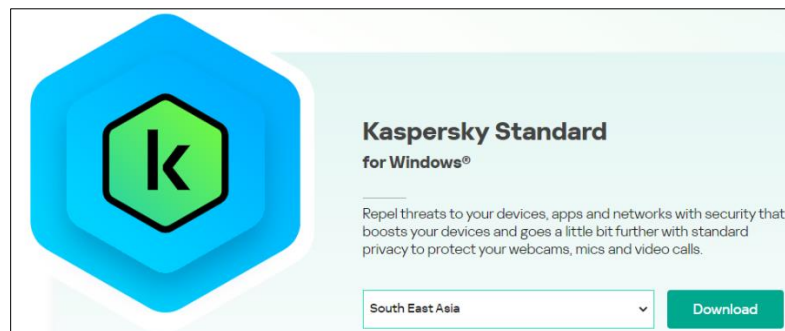 k
Kaspersky Standard
for Windows®
Repel threats to your devices, apps and networks with security that
boosts your devices and goes a little bit further with standard
privacy to protect your webcams, mics and video calls.
South East Asia
Download